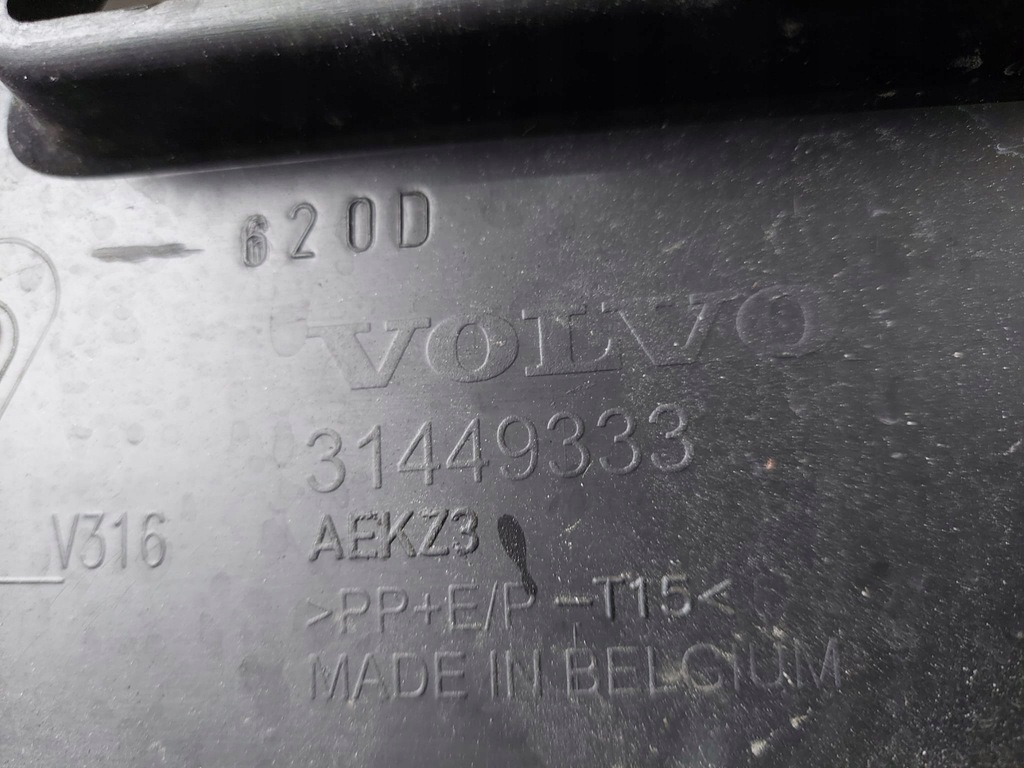 620D
VOLVO
31449333
V316
AEKZ3
>PP+E/P-T15<
MADE IN BELGIUM